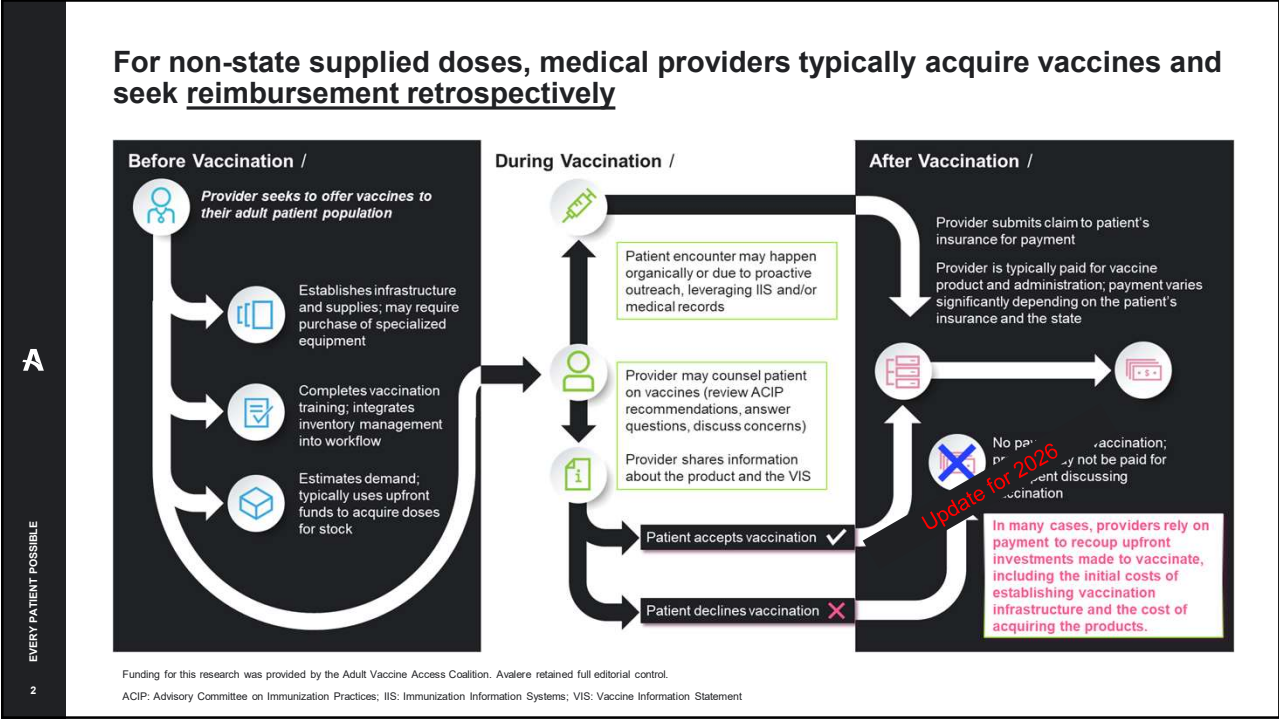 For non-state supplied doses, medical providers typically acquire vaccines and
seek reimbursement retrospectively
Before Vaccination /
Provider seeks to offer vaccines to
their adult patient population
Establishes infrastructure
and supplies; may require
purchase of specialized
equipment
Completes vaccination
training; integrates
inventory management
into workflow
Estimates demand;
typically uses upfront
funds to acquire doses
for stock
During Vaccination /
Patient encounter may happen
organically or due to proactive
outreach, leveraging IIS and/or
medical records
Provider may counsel patient
on vaccines (review ACIP
recommendations, answer
questions, discuss concerns)
Provider shares information
about the product and the VIS
Patient accepts vaccination
Patient declines vaccination
After Vaccination /
Provider submits claim to patient's
insurance for payment
Provider is typically paid for vaccine
product and administration; payment varies
significantly depending on the patient's
insurance and the state
No
not be paid for
discussing
Update for 2026
In many cases, providers rely on
payment to recoup upfront
investments made to vaccinate,
including the initial costs of
establishing vaccination
infrastructure and the cost of
acquiring the products.
EVERY PATIENT POSSIBLE
2
Funding for this research was provided by the Adult Vaccine Access Coalition. Avalere retained full editorial control.
ACIP: Advisory Committee on Immunization Practices; IIS: Immunization Information Systems; VIS: Vaccine Information Statement